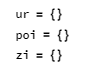 ur = {}
poi = {}
zi = {}